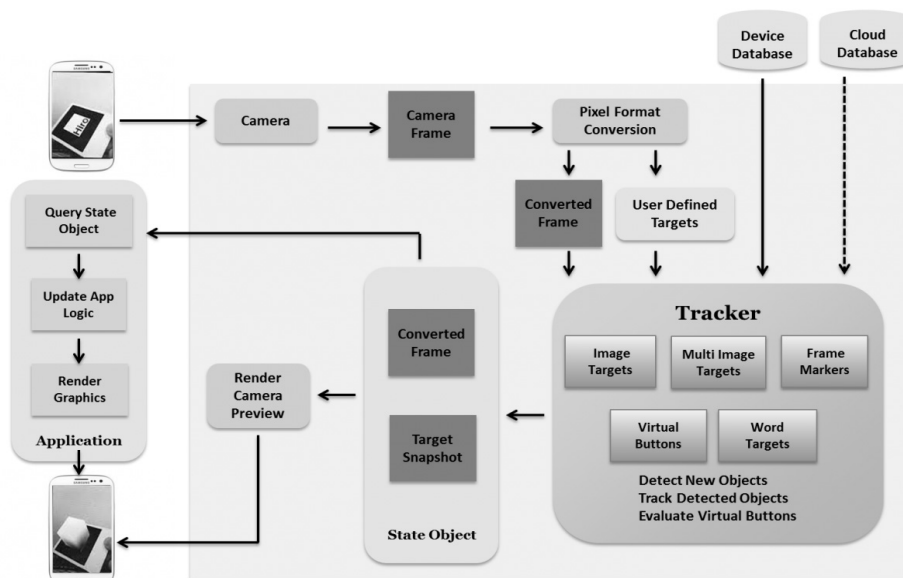 Device
Database
Cloud
Database
SAMSUNG
Hiro
Camera
Camera
Frame
Pixel Format
Conversion
Converted
Frame
User Defined
Targets
Query State
Object
Update App
Logic
Render
Graphics
Application
Render
Camera
Preview
Converted
Frame
Target
Snapshot
State Object
Tracker
Image
Targets
Multi Image
Targets
Frame
Markers
Virtual
Buttons
Word
Targets
Detect New Objects
Track Detected Objects
Evaluate Virtual Buttons
SAMSUNG